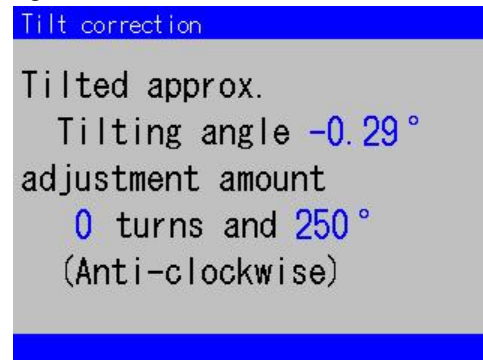 Tilt correction
Tilted approx.
Tilting angle -0.29°
adjustment amount
0 turns and 250°
(Anti-clockwise)